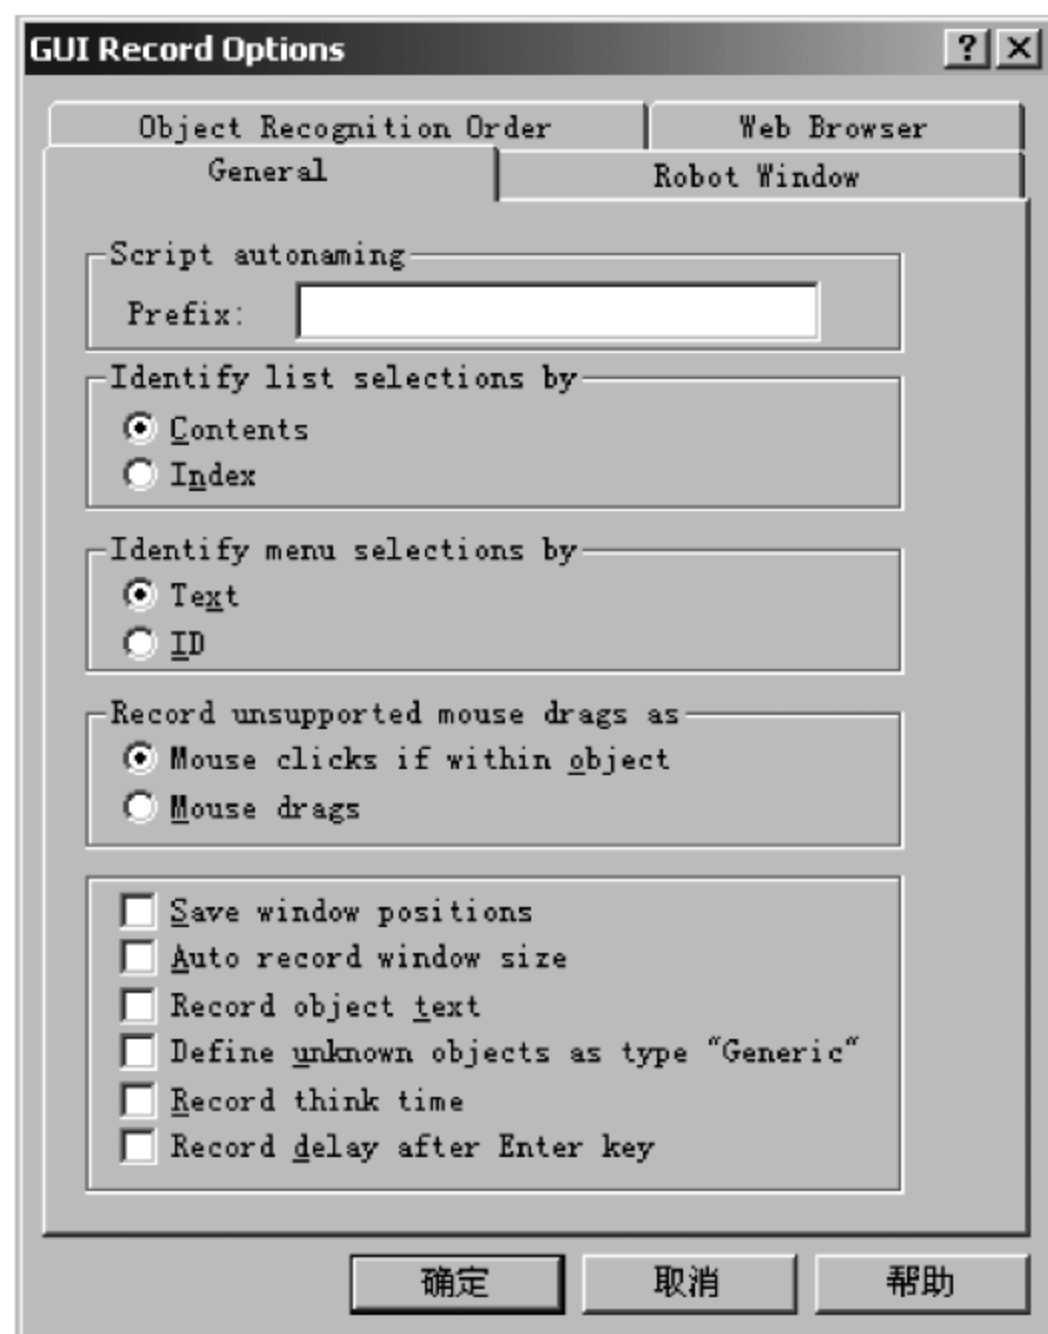 GUI Record Options
Object Recognition Order Web Browser
General Robot Window
Script autonaming
Prefix:
Identify list selections by
Contents
Index
Identify menu selections by
Text
ID
Record unsupported mouse drags as
Mouse clicks if within object
Mouse drags
Save window positions
Auto record window size
Record object text
Define unknown objects as type "Generic"
Record think time
Record delay after Enter key
确定 取消 帮助